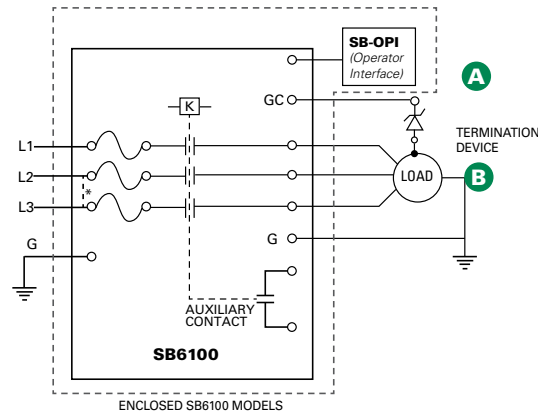 SB-OPI
(Operator
Interface)
A
GC
K
TERMINATION
DEVICE
L1
L2
LOAD
B
*
L3
G
G
AUXILIARY
CONTACT
SB6100
ENCLOSED SB6100 MODELS